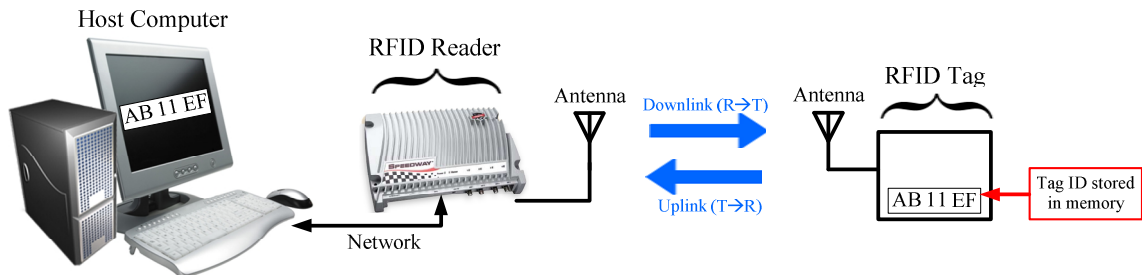 Host Computer
AB 11 EF
RFID Reader
SPEEDWAY
Network
Antenna
Downlink (R→T)
Uplink (T→R)
Antenna
RFID Tag
AB 11 EF
Tag ID stored
in memory